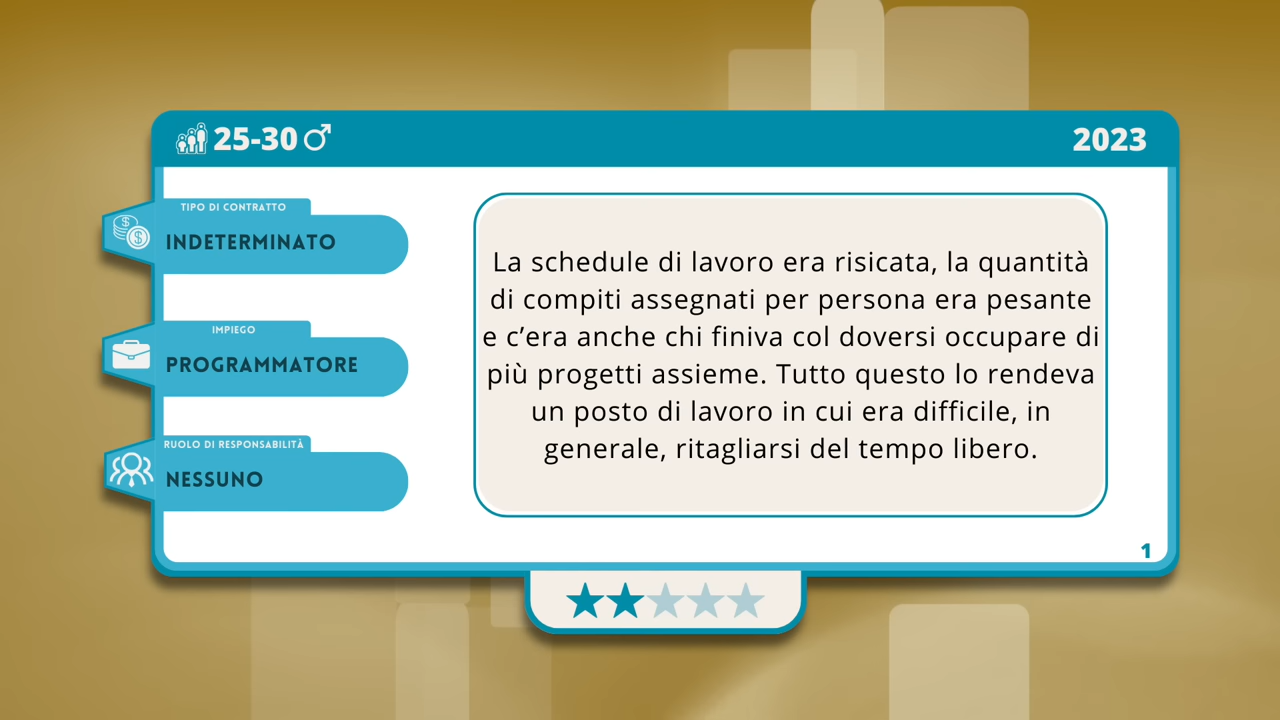 25-30
2023
TIPO DI CONTRATTO
INDETERMINATO
IMPIEGO
PROGRAMMATORE
RUOLO DI RESPONSABILITÀ
NESSUNO
La schedule di lavoro era risicata, la quantità
di compiti assegnati per persona era pesante
e c’era anche chi finiva col doversi occupare di
più progetti assieme. Tutto questo lo rendeva
un posto di lavoro in cui era difficile, in
generale, ritagliarsi del tempo libero.
1